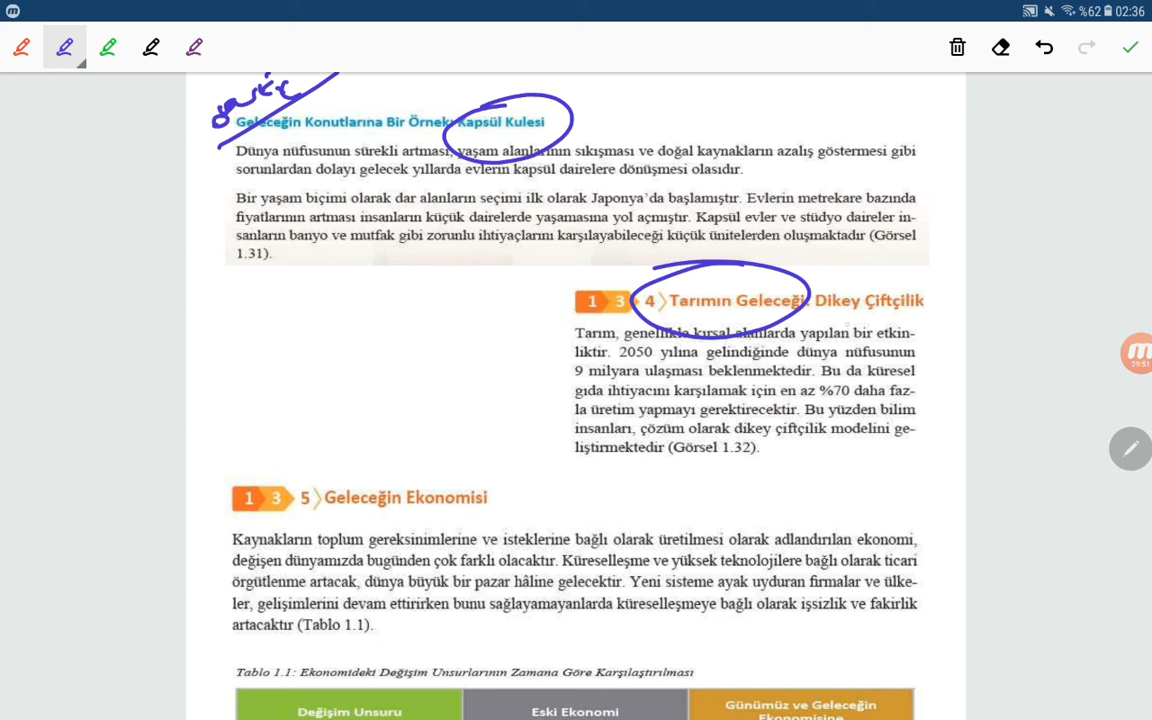 %62 02:36
Geleceğin Konutlarına Bir Örnek: Kapsül Kulesi
Dünya nüfusunun sürekli artması, yaşam alanlarının sıkışması ve doğal kaynakların azalış göstermesi gibi
sorunlardan dolayı gelecek yıllarda evlerin kapsül dairelere dönüşmesi olasıdır.
Bir yaşam biçimi olarak dar alanların seçimi ilk olarak Japonya’da başlamıştır. Evlerin metrekare bazında
fiyatlarının artması insanların küçük dairelerde yaşamasına yol açmıştır. Kapsül evler ve stüdyo daireler in-
sanların banyo ve mutfak gibi zorunlu ihtiyaçlarını karşılayabileceği küçük ünitelerden oluşmaktadır (Görsel
1.31).
1 3 4 Tarımın Geleceği: Dikey Çiftçilik
Tarım, genellikle kırsal alanlarda yapılan bir etkin-
liktir. 2050 yılına gelindiğinde dünya nüfusunun
9 milyara ulaşması beklenmektedir. Bu da küresel
gıda ihtiyacını karşılamak için en az %70 daha faz-
la üretim yapmayı gerektirecektir. Bu yüzden bilim
insanları, çözüm olarak dikey çiftçilik modelini ge-
liştirmektedir (Görsel 1.32).
29:51
1 3 5 Geleceğin Ekonomisi
Kaynakların toplum gereksinimlerine ve isteklerine bağlı olarak üretilmesi olarak adlandırılan ekonomi,
değişen dünyamızda bugünden çok farklı olacaktır. Küreselleşme ve yüksek teknolojilere bağlı olarak ticari
örgütlenme artacak, dünya büyük bir pazar hâline gelecektir. Yeni sisteme ayak uyduran firmalar ve ülke-
ler, gelişimlerini devam ettirirken bunu sağlayamayanlarda küreselleşmeye bağlı olarak işsizlik ve fakirlik
artacaktır (Tablo 1.1).
Tablo 1.1: Ekonomideki Değişim Unsurlarının Zamana Göre Karşılaştırılması
Değişim Unsuru
Eski Ekonomi
Günümüz ve Geleceğin
Ekonomisine